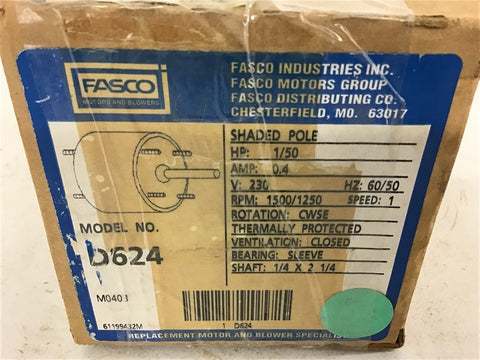 FASCO
MOTORS AND BLOWERS
FASCO INDUSTRIES INC.
FASCO MOTORS GROUP
FASCO DISTRIBUTING CO.
CHESTERFIELD, MO. 63017
SHADED POLE
HP: 1/50
AMP: 0.4
V: 230 HZ: 60/50
RPM: 1500/1250 SPEED: 1
ROTATION: CWSE
THERMALLY PROTECTED
VENTILATION: CLOSED
BEARING: SLEEVE
SHAFT: 1/4 X 2 1/4
MODEL NO.
D624
61199432M 1 D624
REPLACEMENT MOTOR AND BLOWER